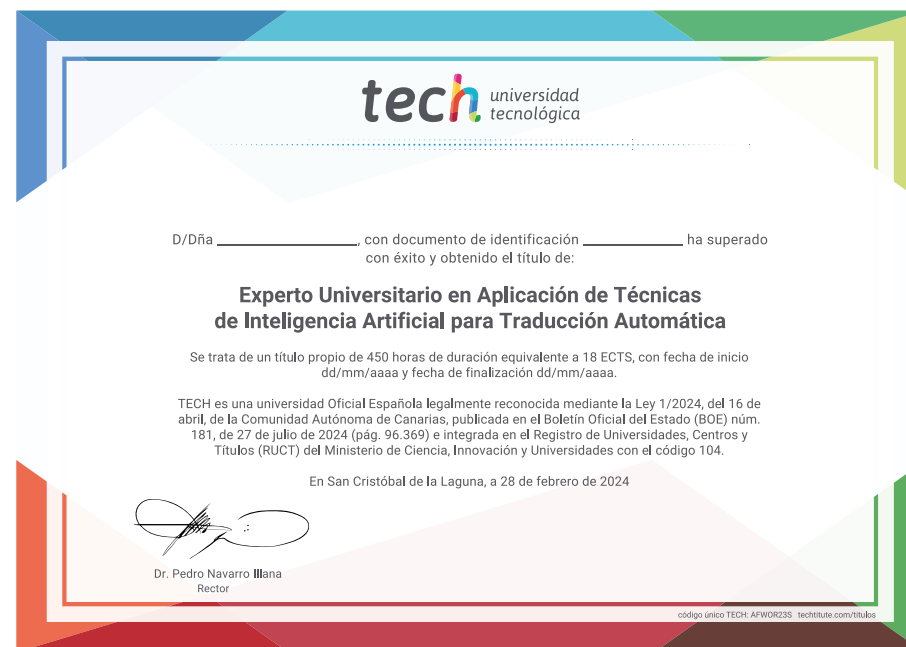 tech universidad
tecnológica
D/Dña ____________________, con documento de identificación ______________ ha superado
con éxito y obtenido el título de:
Experto Universitario en Aplicación de Técnicas
de Inteligencia Artificial para Traducción Automática
Se trata de un título propio de 450 horas de duración equivalente a 18 ECTS, con fecha de inicio
dd/mm/aaaa y fecha de finalización dd/mm/aaaa.
TECH es una universidad Oficial Española legalmente reconocida mediante la Ley 1/2024, del 16 de
abril, de la Comunidad Autónoma de Canarias, publicada en el Boletín Oficial del Estado (BOE) núm.
181, de 27 de julio de 2024 (pág. 96.369) e integrada en el Registro de Universidades, Centros y
Títulos (RUCT) del Ministerio de Ciencia, Innovación y Universidades con el código 104.
En San Cristóbal de la Laguna, a 28 de febrero de 2024
Dr. Pedro Navarro Illana
Rector
código único TECH: AFWOR23S techtitute.com/titulos